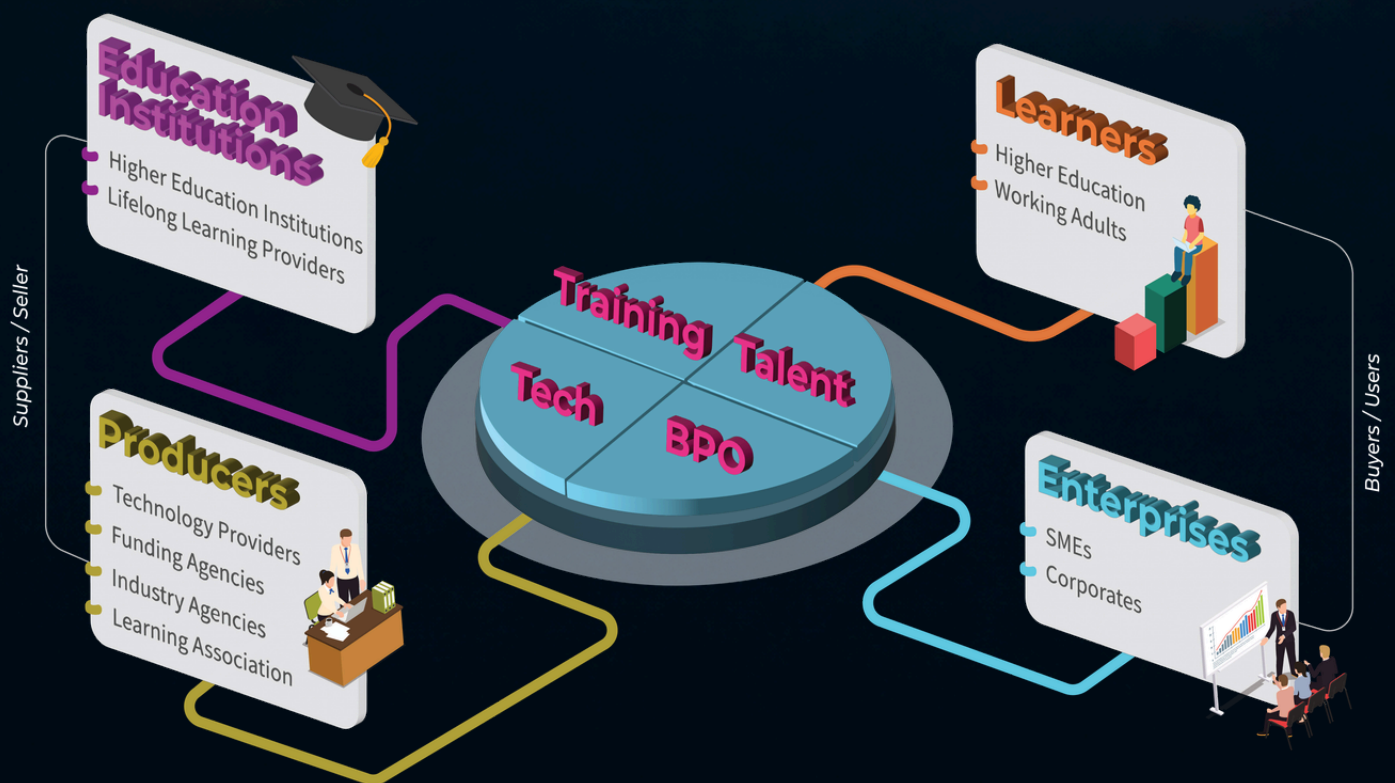 Education
Institutions
Higher Education Institutions
Lifelong Learning Providers
Suppliers / Seller
Producers
Technology Providers
Funding Agencies
Industry Agencies
Learning Association
Training
Talent
Tech
BPO
Learners
Higher Education
Working Adults
Buyers / Users
Enterprises
SMEs
Corporates